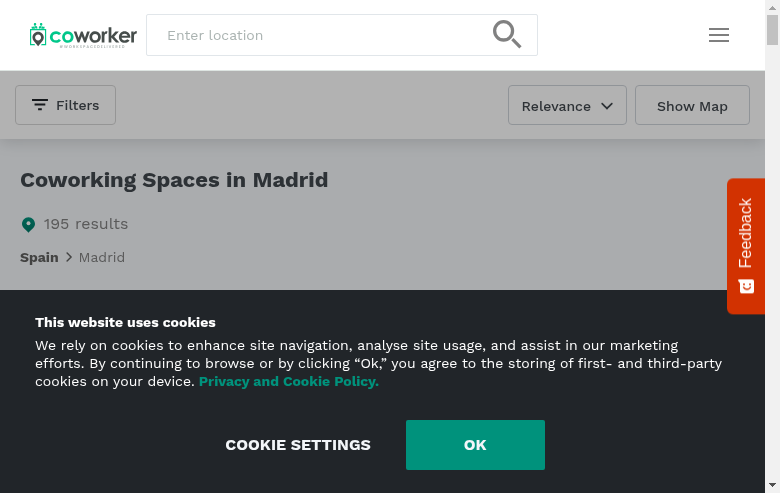 coworker
Enter location
Filters
Relevance
Show Map
Coworking Spaces in Madrid
195 results
Spain
Madrid
Feedback
This website uses cookies
We rely on cookies to enhance site navigation, analyse site usage, and assist in our marketing
efforts. By continuing to browse or by clicking “Ok,” you agree to the storing of first- and third-party
cookies on your device. Privacy and Cookie Policy.
COOKIE SETTINGS
OK